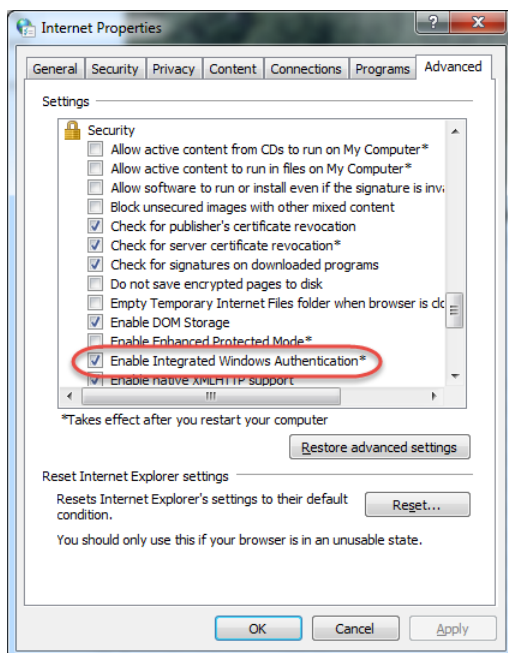 Internet Properties
General Security Privacy Content Connections Programs Advanced
Settings
Security
Allow active content from CDs to run on My Computer*
Allow active content to run in files on My Computer*
Allow software to run or install even if the signature is inv
Block unsecured images with other mixed content
Check for publisher's certificate revocation
Check for server certificate revocation*
Check for signatures on downloaded programs
Do not save encrypted pages to disk
Empty Temporary Internet Files folder when browser is clo
Enable DOM Storage
Enable Enhanced Protected Mode*
Enable Integrated Windows Authentication*
Enable native XMLHTTP support
*Takes effect after you restart your computer
Restore advanced settings
Reset Internet Explorer settings
Resets Internet Explorer's settings to their default
condition.
Reset...
You should only use this if your browser is in an unusable state.
OK Cancel Apply